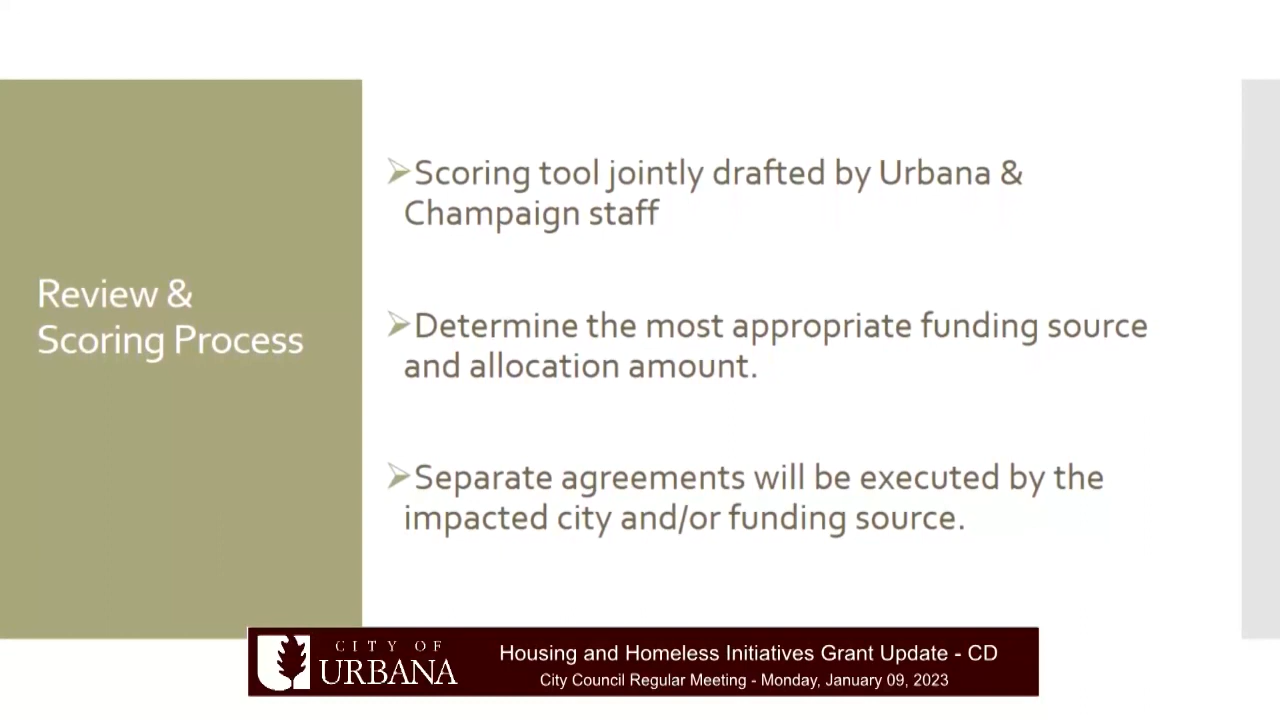 Review &
Scoring Process
➢Scoring tool jointly drafted by Urbana &
Champaign staff
➢Determine the most appropriate funding source
and allocation amount.
➢Separate agreements will be executed by the
impacted city and/or funding source.
CITY OF
URBANA
Housing and Homeless Initiatives Grant Update - CD
City Council Regular Meeting - Monday, January 09, 2023